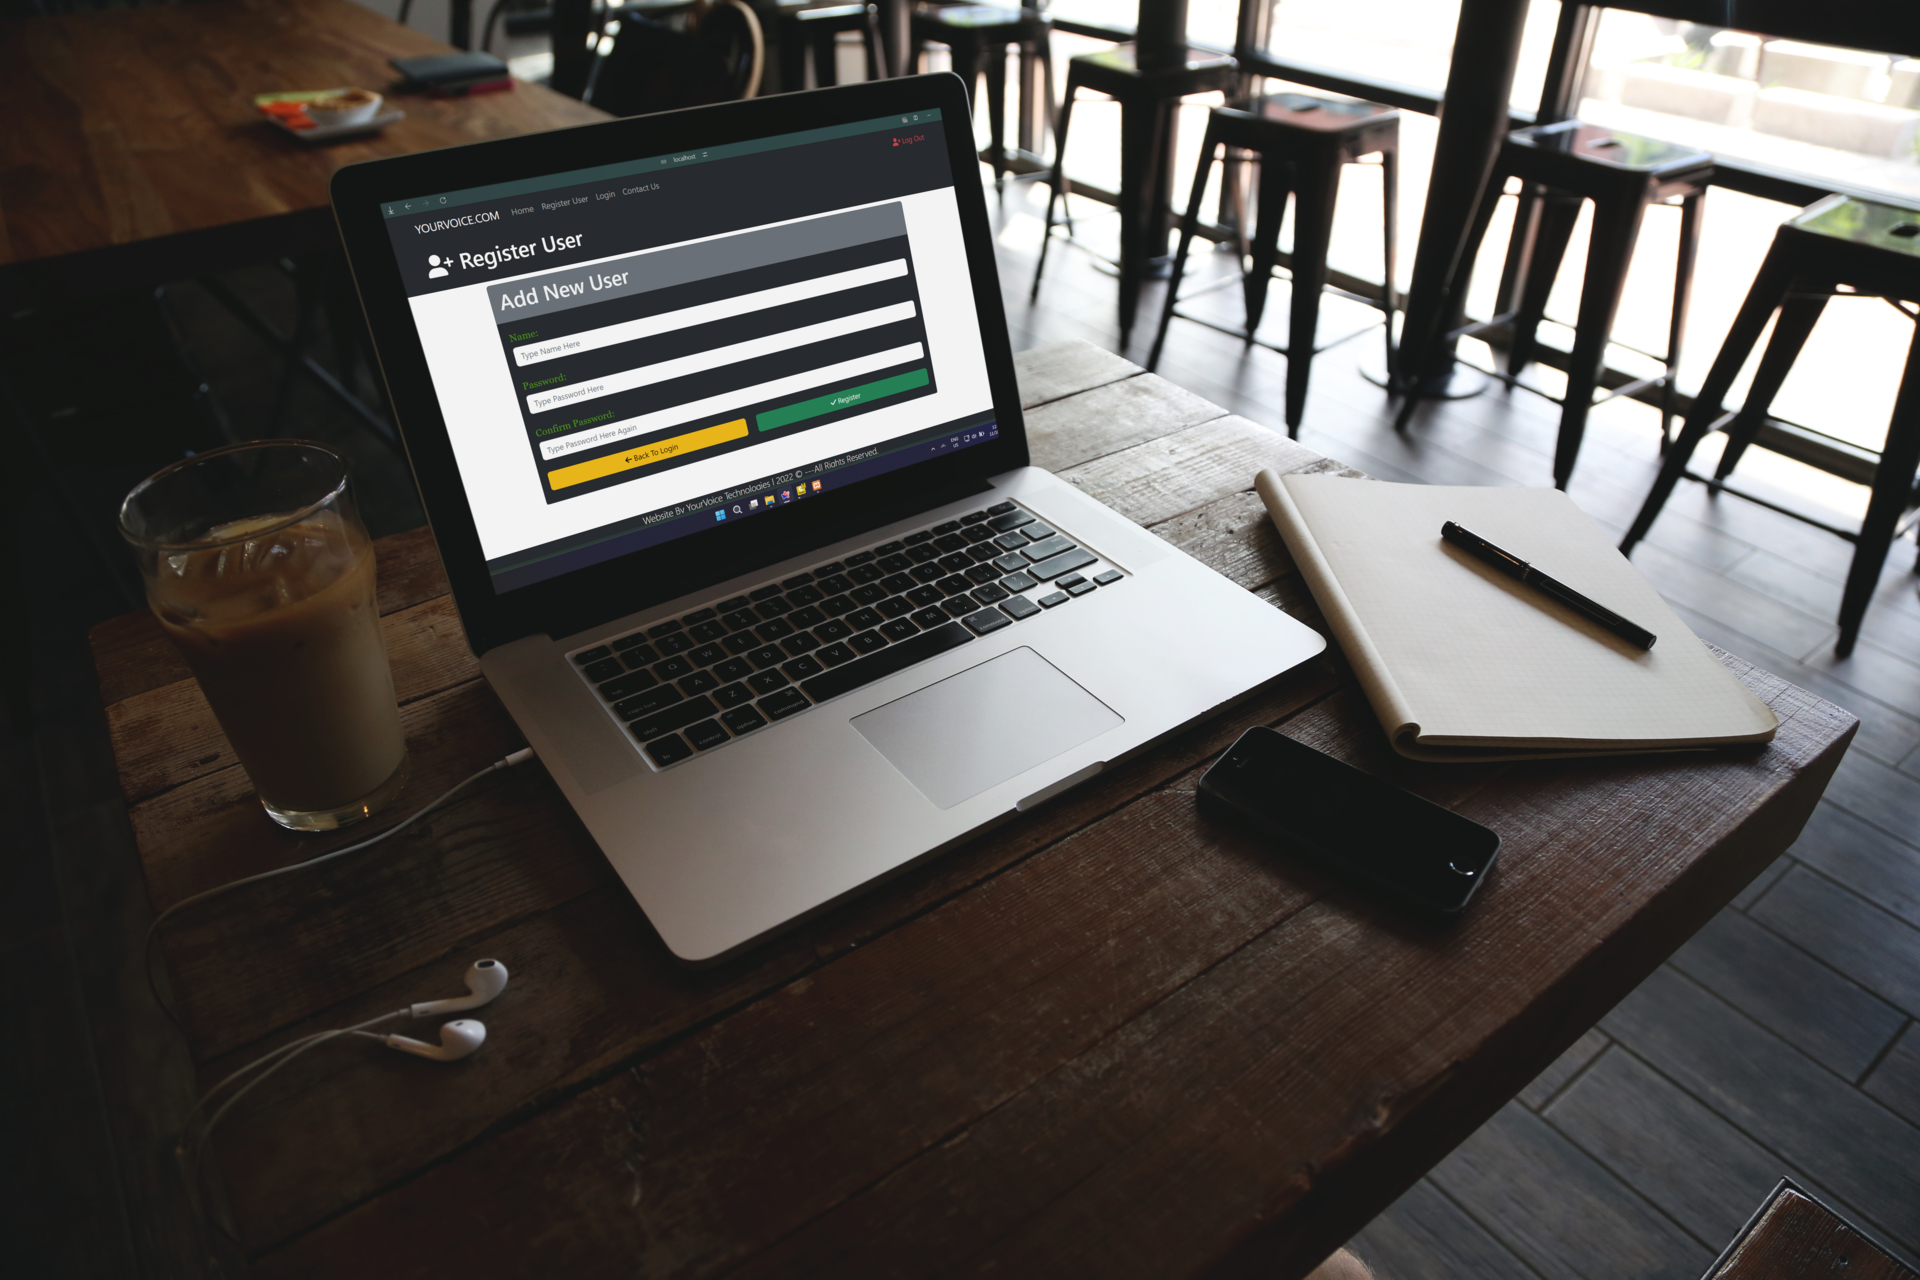 localhost
Log Out
YOURVOICE.COM Home Register User Login Contact Us
Register User
Add New User
Name:
Type Name Here
Password:
Type Password Here
Confirm Password:
Type Password Here Again
Back To Login
Register
Website By YourVoice Technologies | 2022 © ---All Rights Reserved.
ENG
US